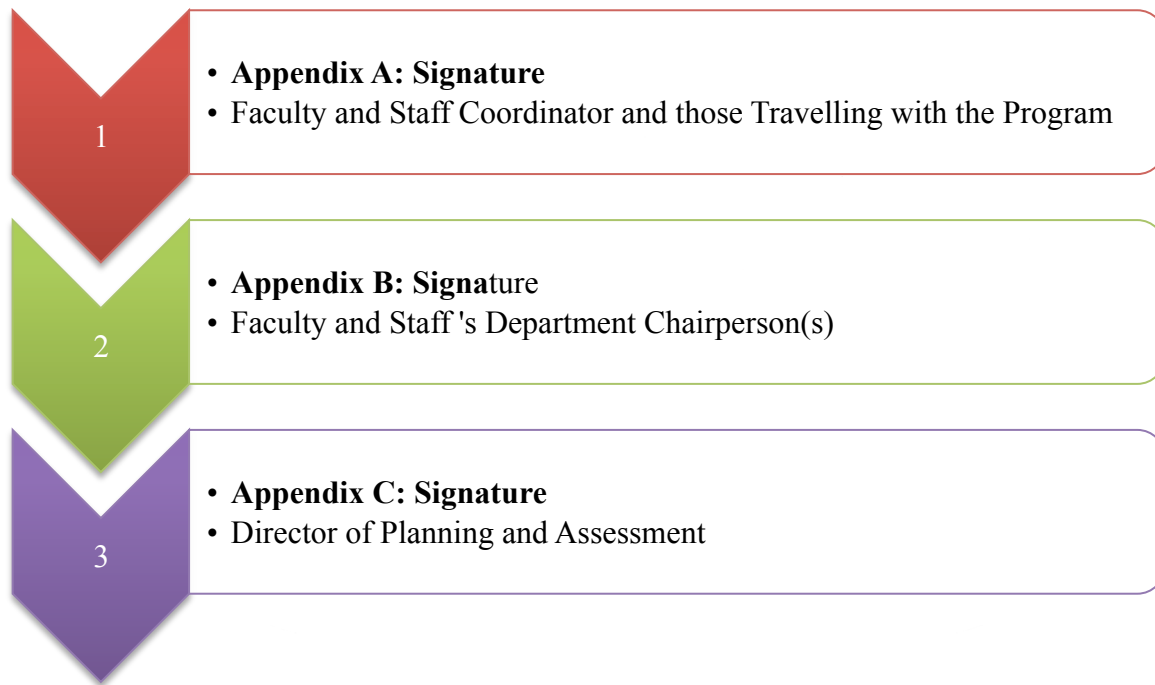 1
• Appendix A: Signature
• Faculty and Staff Coordinator and those Travelling with the Program
2
• Appendix B: Signature
• Faculty and Staff 's Department Chairperson(s)
3
• Appendix C: Signature
• Director of Planning and Assessment